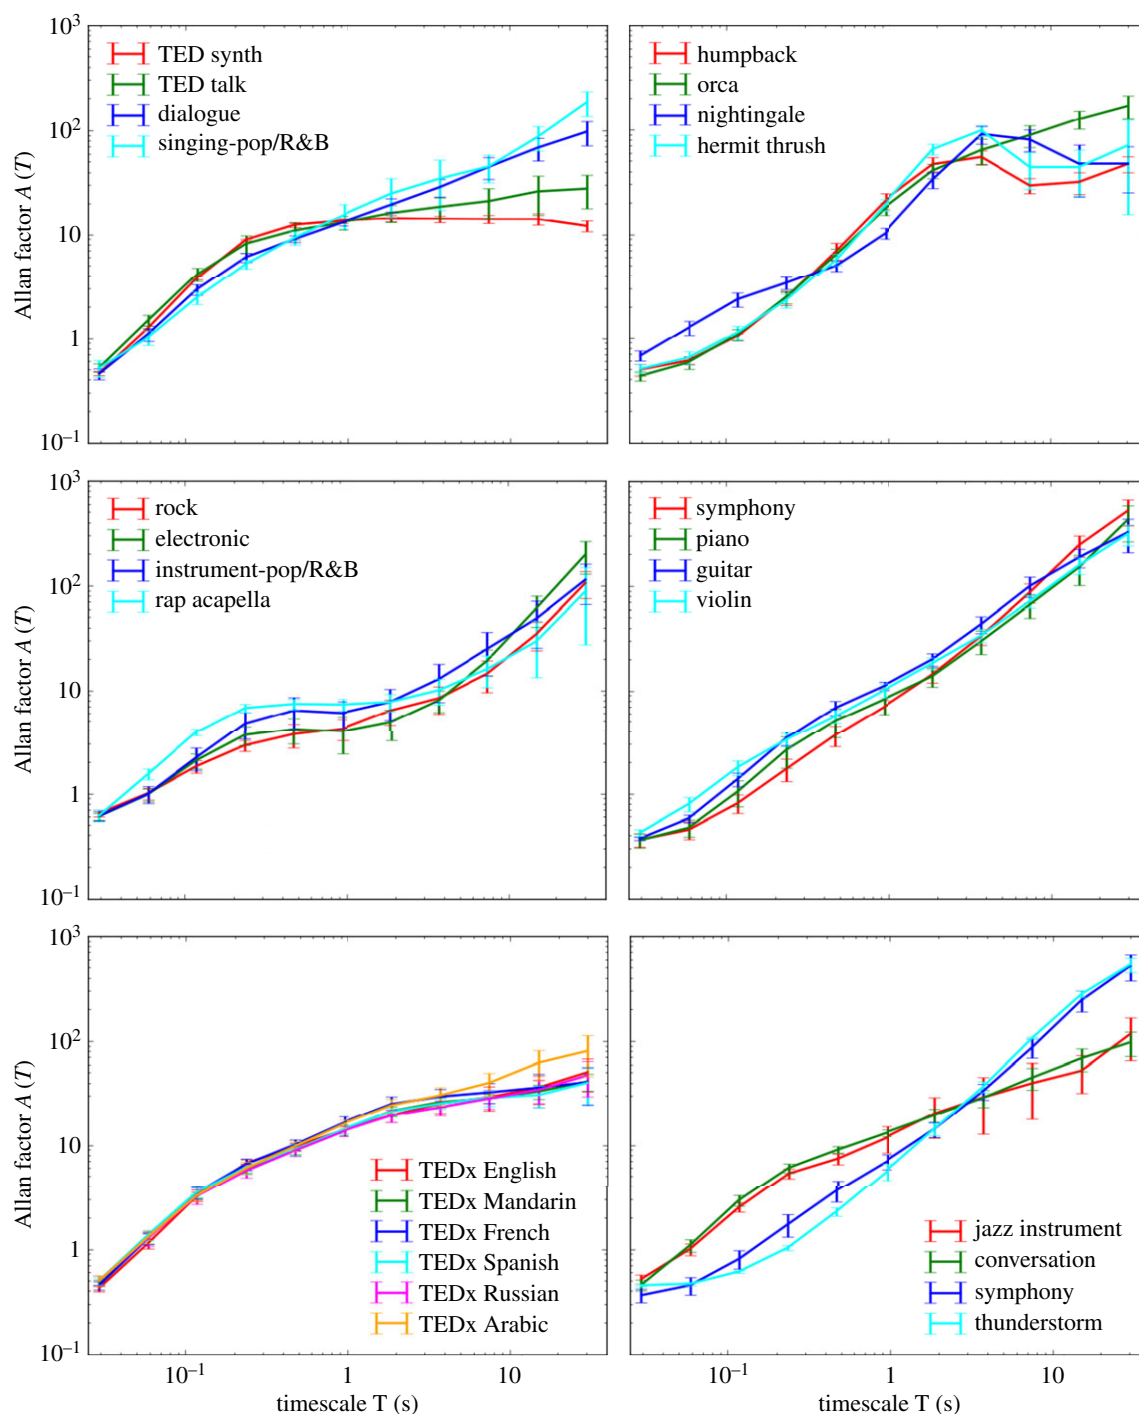 10³
10²
10
1
10⁻¹
Allan factor A (T)
TED synth
TED talk
dialogue
singing-pop/R&B
humpback
orca
nightingale
hermit thrush
10³
10²
10
1
10⁻¹
Allan factor A (T)
rock
electronic
instrument-pop/R&B
rap acapella
symphony
piano
guitar
violin
10³
10²
10
1
10⁻¹
Allan factor A (T)
TEDx English
TEDx Mandarin
TEDx French
TEDx Spanish
TEDx Russian
TEDx Arabic
jazz instrument
conversation
symphony
thunderstorm
10⁻¹ 1 10
10⁻¹ 1 10
timescale T (s)
timescale T (s)